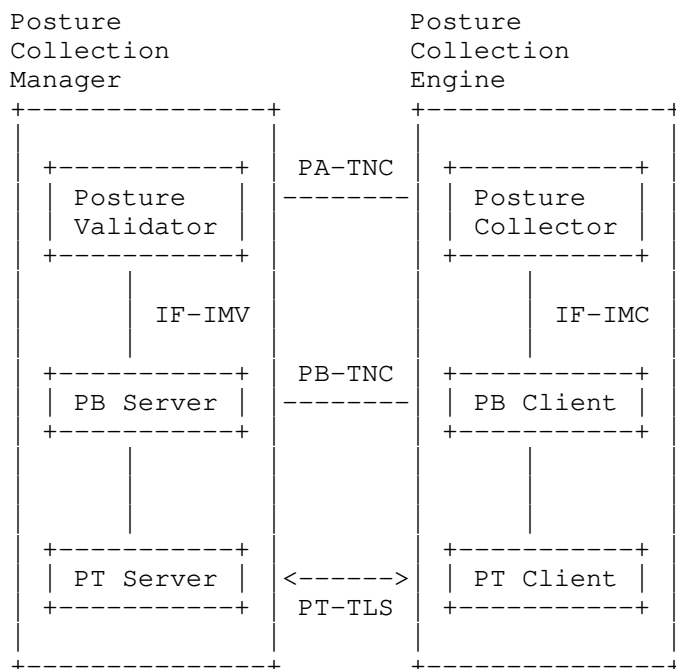 Posture Posture
Collection Collection
Manager Engine
PA-TNC
Posture Posture
Validator Collector
IF-IMV IF-IMC
PB-TNC
PB Server PB Client
PT Server <------> PT Client
PT-TLS